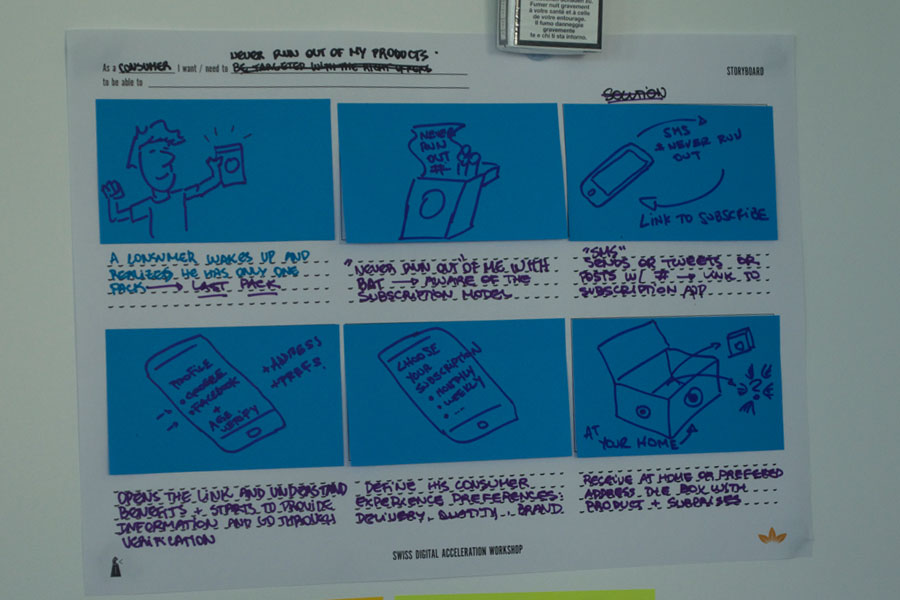 Fumer nuit gravement
à votre santé et à celle
de votre entourage.
Il fumo danneggia
gravemente
te e chi ti sta intorno.
NEVER RUN OUT OF MY PRODUCTS.
As a CONSUMER I want / need to BE TARGETED WITH THE RIGHT OFFERS
to be able to
STORYBOARD
SOLUTION
NEVER
RUN
OUT
#
SMS
& NEVER RUN
OUT
LINK TO SUBSCRIBE
A CONSUMER WAKES UP AND
REALIZES HE HAS ONLY ONE
PACK → LAST PACK
"NEVER RUN OUT OF ME WITH
BAT → AWARE OF THE
SUBSCRIPTION MODEL
"SMS"
SENDS OR TWEETS OR
POSTS W/ # → LINK TO
SUBSCRIPTION APP
PROFILE
• GOOGLE
• FACEBOOK
+
AGE
VERIFY
+ ADDRESS
+ PREFS!
CHOOSE
YOUR
SUBSCRIPTION
• MONTHLY
• WEEKLY
• ...
?
AT
YOUR HOME
OPENS THE LINK AND UNDERSTAND
BENEFITS + STARTS TO PROVIDE
INFORMATION AND GO THROUGH
VERIFICATION
DEFINE HIS CONSUMER
EXPERIENCE PREFERENCES:
DELIVERY, QUANTITY, BRAND.
RECEIVE AT HOME OR PREFERED
ADDRESS THE BOX WITH
PRODUCT + SURPRISES
SWISS DIGITAL ACCELERATION WORKSHOP